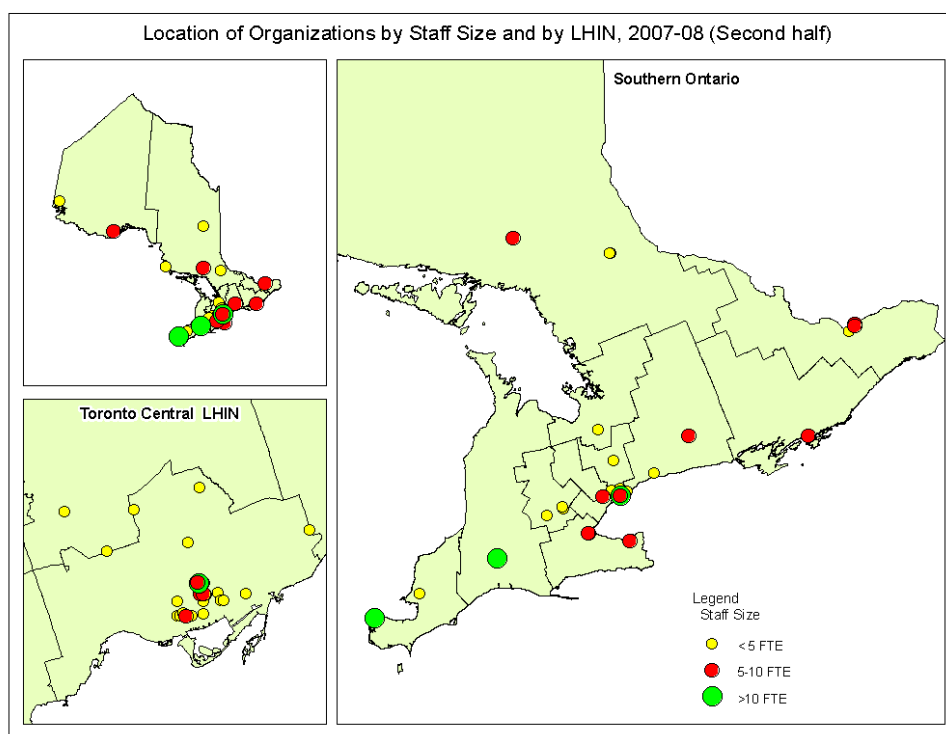 Location of Organizations by Staff Size and by LHIN, 2007-08 (Second half)
Southern Ontario
Toronto Central LHIN
Legend
Staff Size
<5 FTE
5-10 FTE
>10 FTE